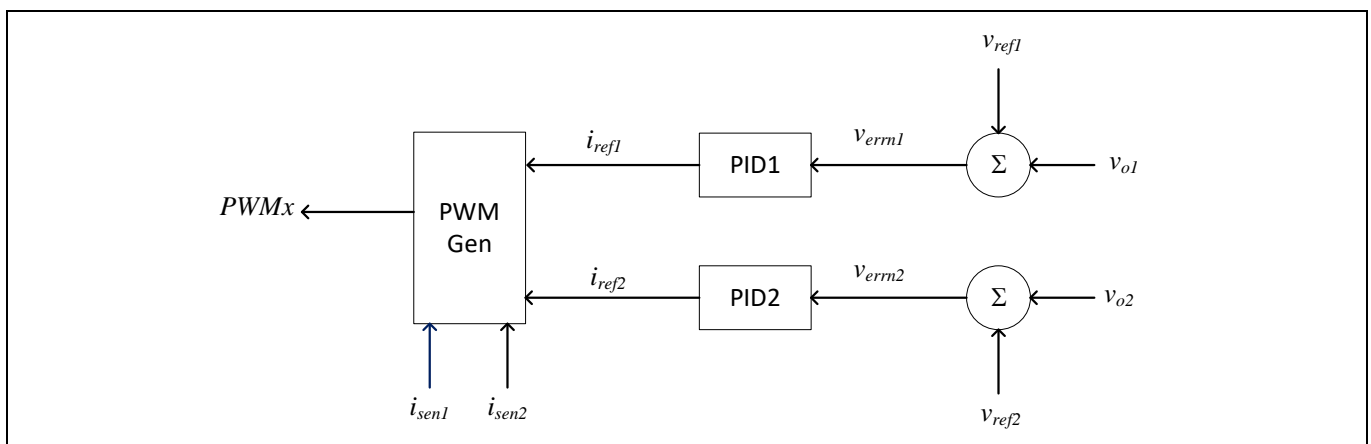 v_ref1
i_ref1
PID1
v_errn1
Σ
v_o1
PWMx
PWM
Gen
i_ref2
PID2
v_errn2
Σ
v_o2
i_sen1
i_sen2
v_ref2